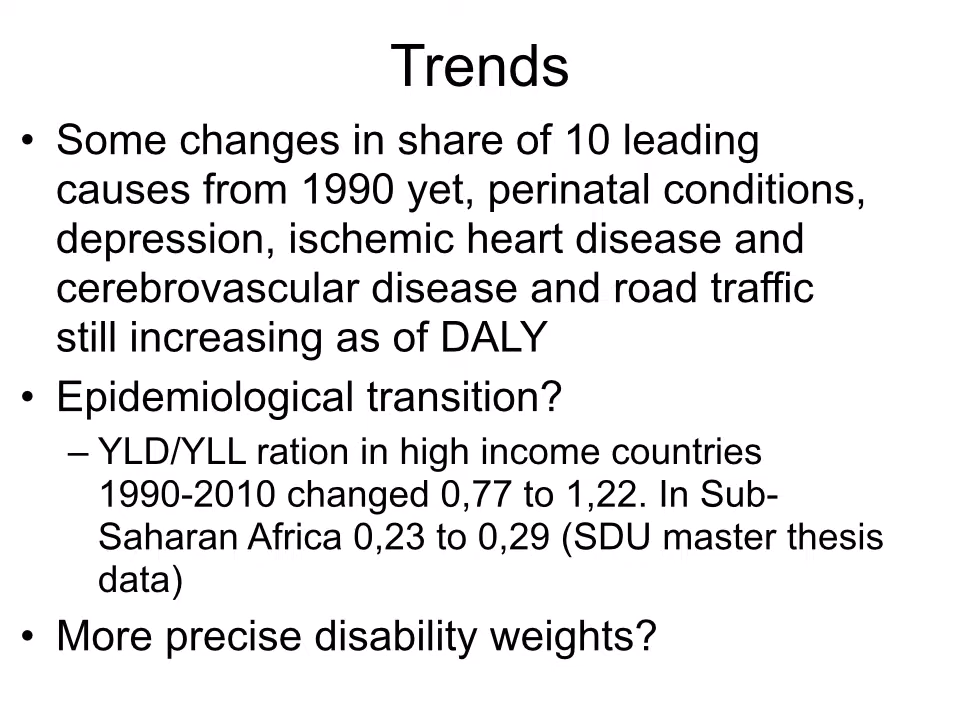 Trends
• Some changes in share of 10 leading
causes from 1990 yet, perinatal conditions,
depression, ischemic heart disease and
cerebrovascular disease and road traffic
still increasing as of DALY
• Epidemiological transition?
– YLD/YLL ration in high income countries
1990-2010 changed 0,77 to 1,22. In Sub-
Saharan Africa 0,23 to 0,29 (SDU master thesis
data)
• More precise disability weights?